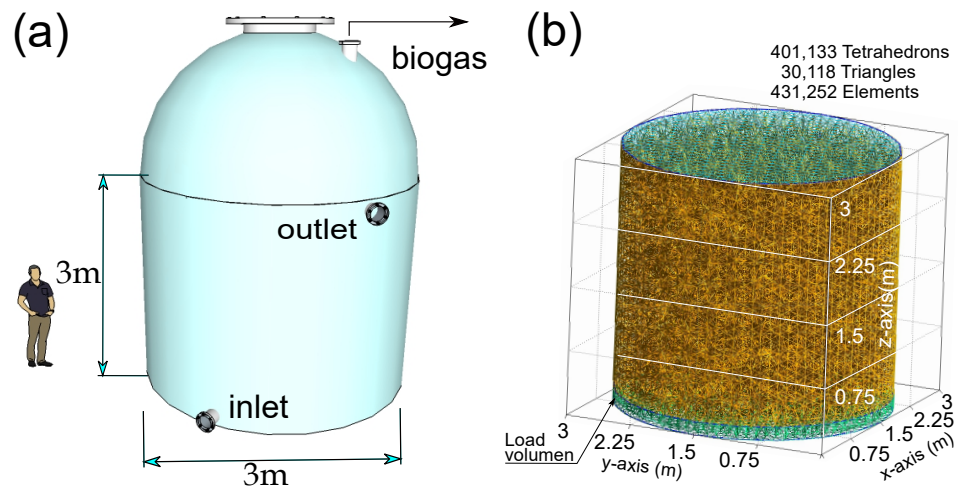 (a)
biogas
outlet
3m
inlet
3m
(b)
401,133 Tetrahedrons
30,118 Triangles
431,252 Elements
3
2.25
z-axis(m)
1.5
0.75
Load
volumen
3
2.25
1.5
0.75
y-axis (m)
3
2.25
1.5
0.75
x-axis (m)